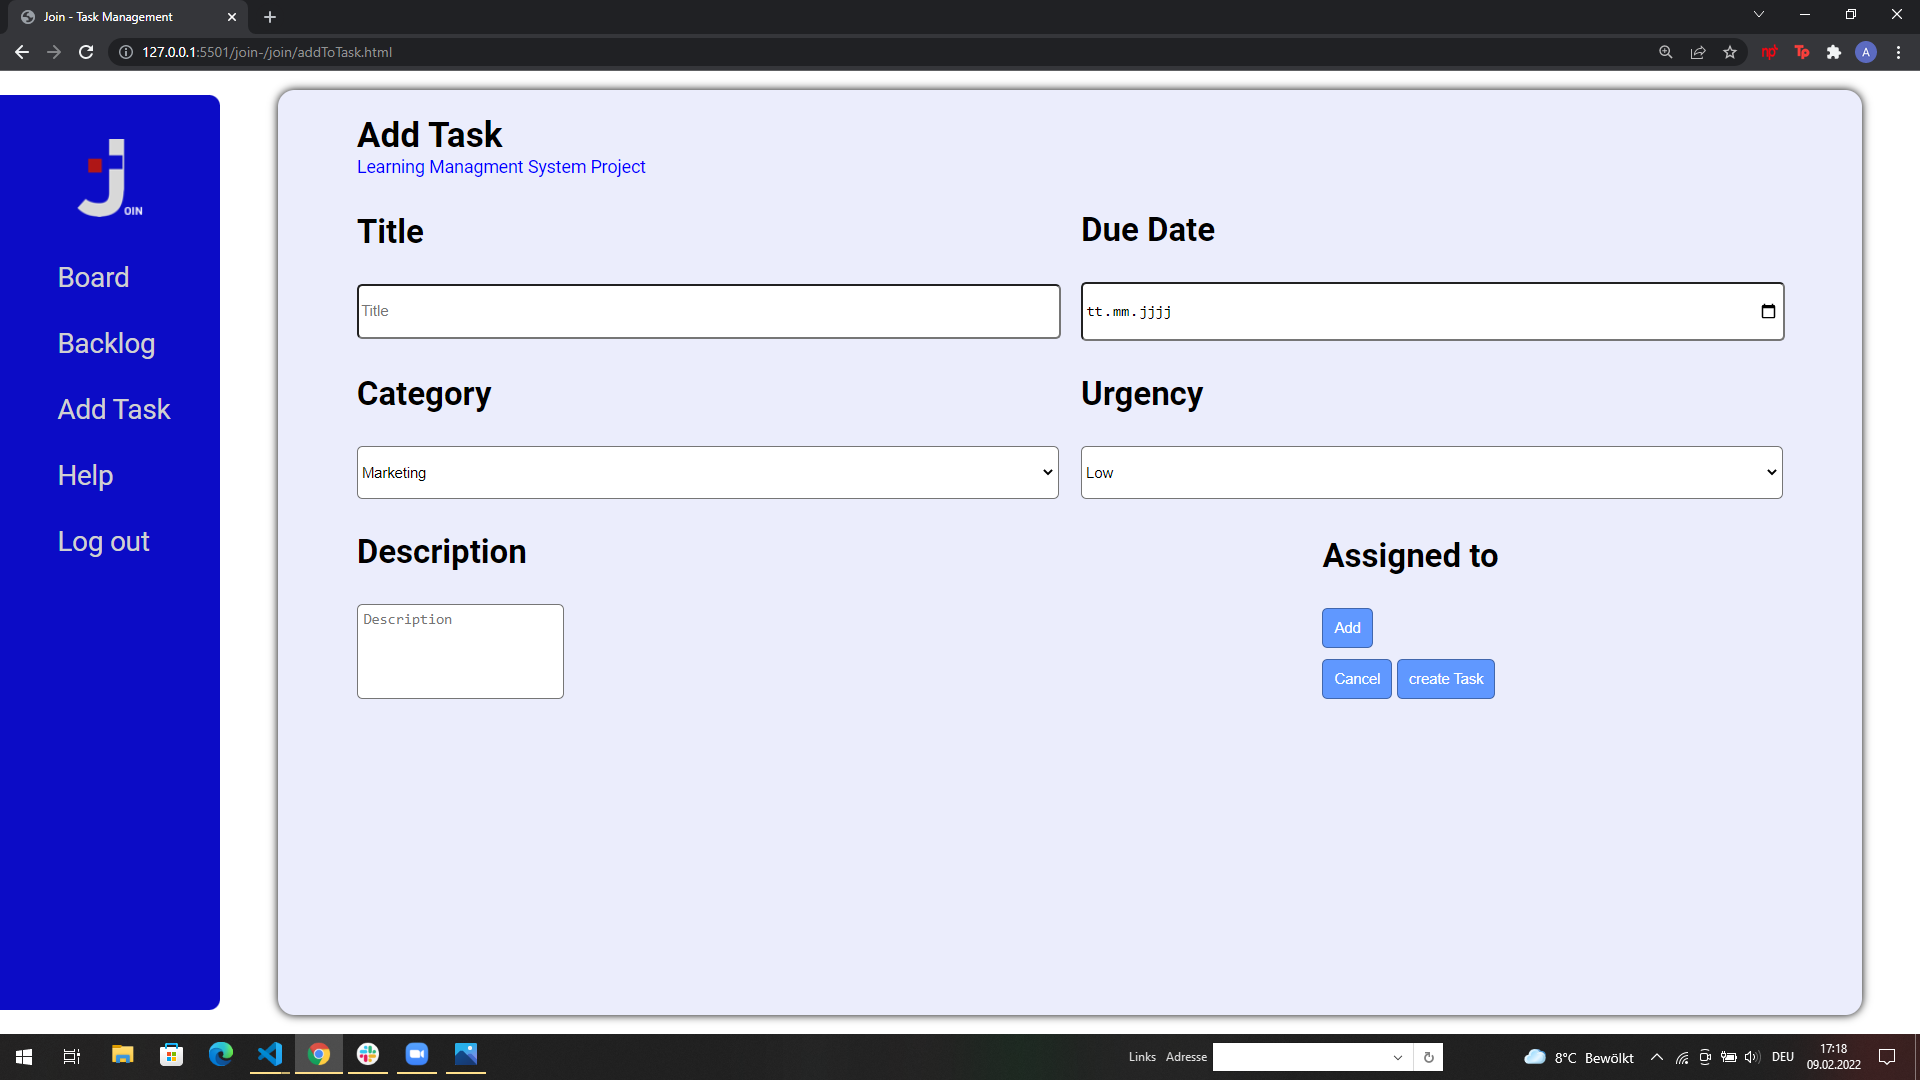 Join - Task Management
127.0.0.1:5501/join-/join/addToTask.html
A
OIN
Board
Backlog
Add Task
Help
Log out
Add Task
Learning Managment System Project
Title
Due Date
Title
tt.mm.jjjj
Category
Urgency
Marketing
Low
Description
Assigned to
Description
Add
Cancel
create Task
Links Adresse
8°C Bewölkt
DEU
17:18
09.02.2022